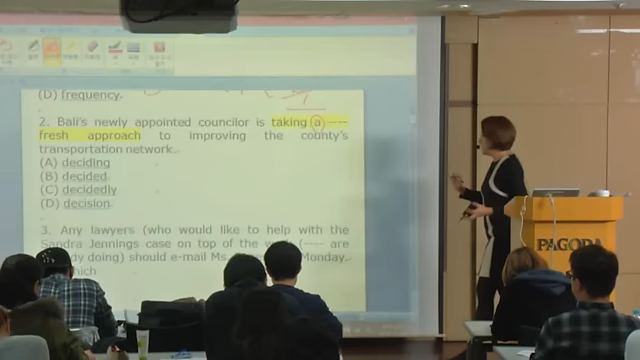 (D) frequency.
2. Bali's newly appointed councilor is taking a ----
fresh approach to improving the county's
transportation network.
(A) deciding
(B) decided
(C) decidedly
(D) decision
3. Any lawyers (who would like to help with the
Sandra Jennings case on top of the (---- are
doing) should e-mail Ms. Monday.
PAGODA